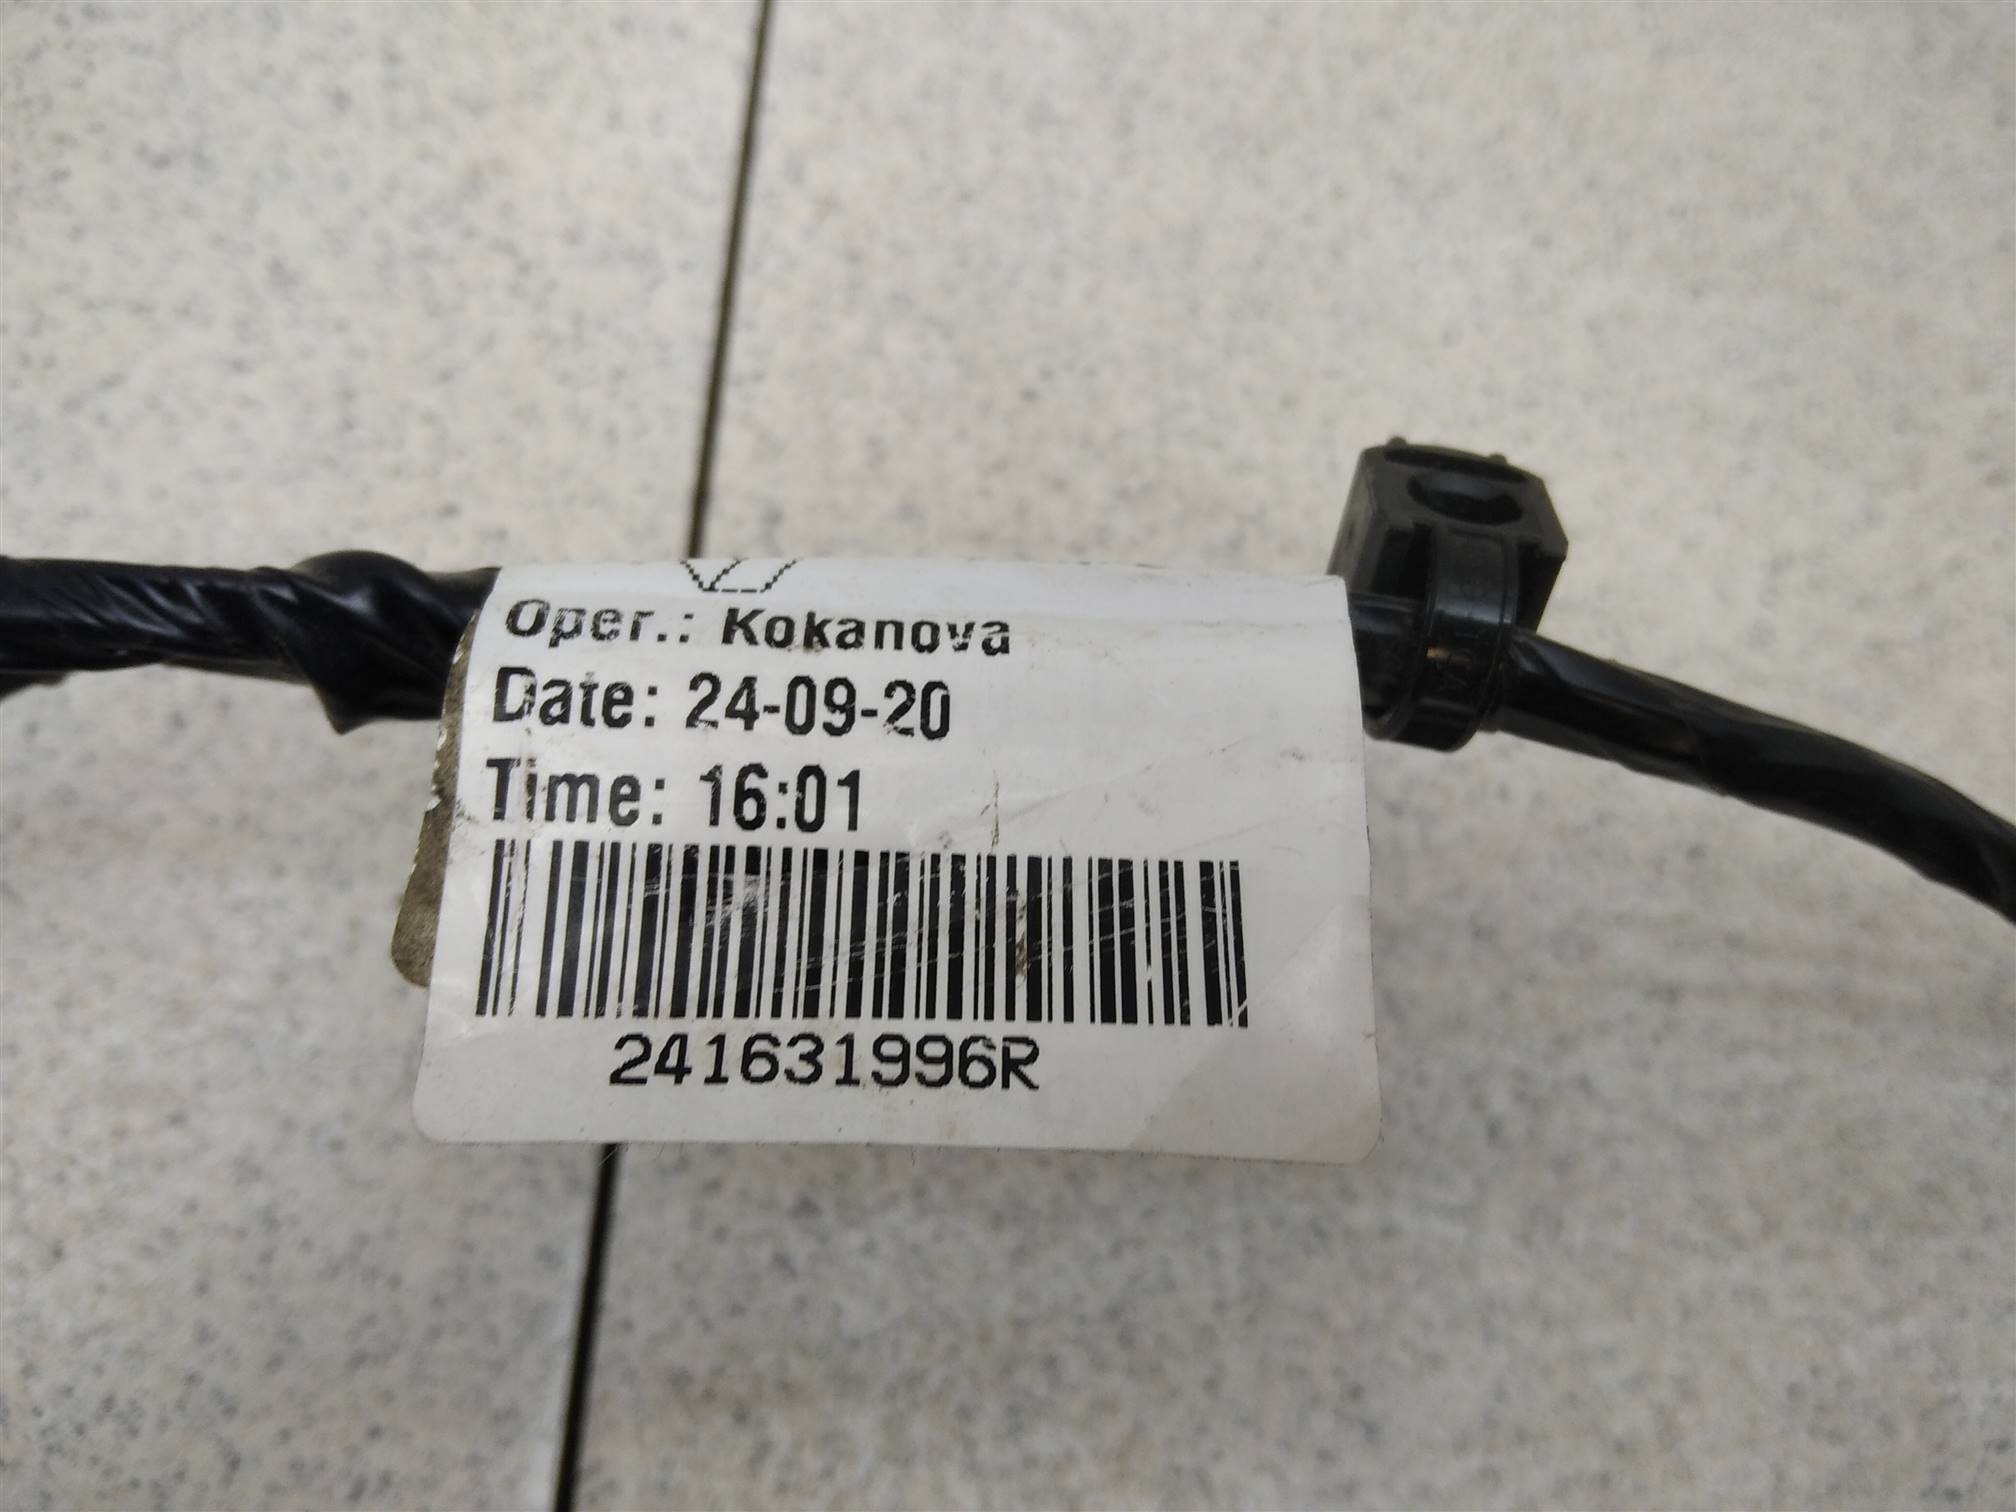 Oper.: Kokanova
Date: 24-09-20
Time: 16:01
241631996R